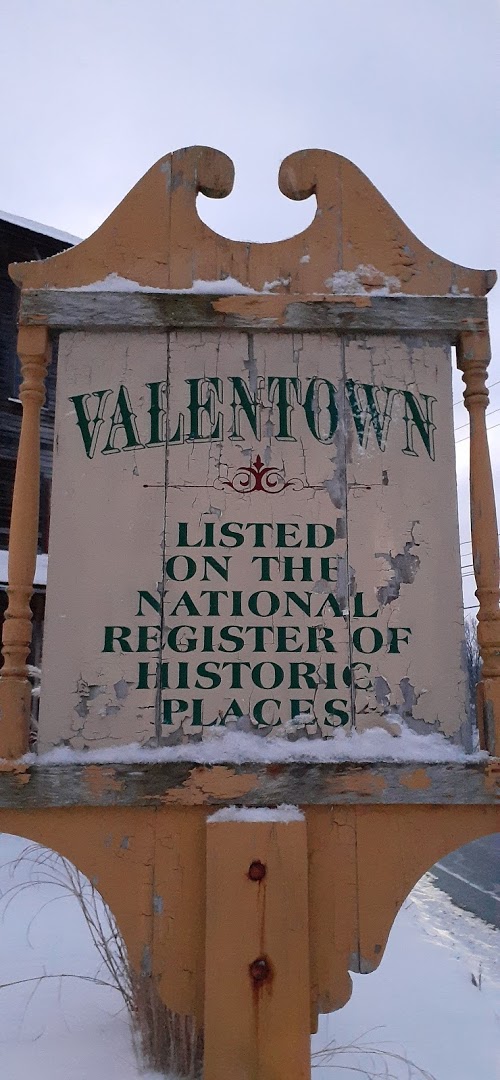 VALENTOWN
LISTED
ON THE
NATIONAL
REGISTER OF
HISTORIC
PLACES